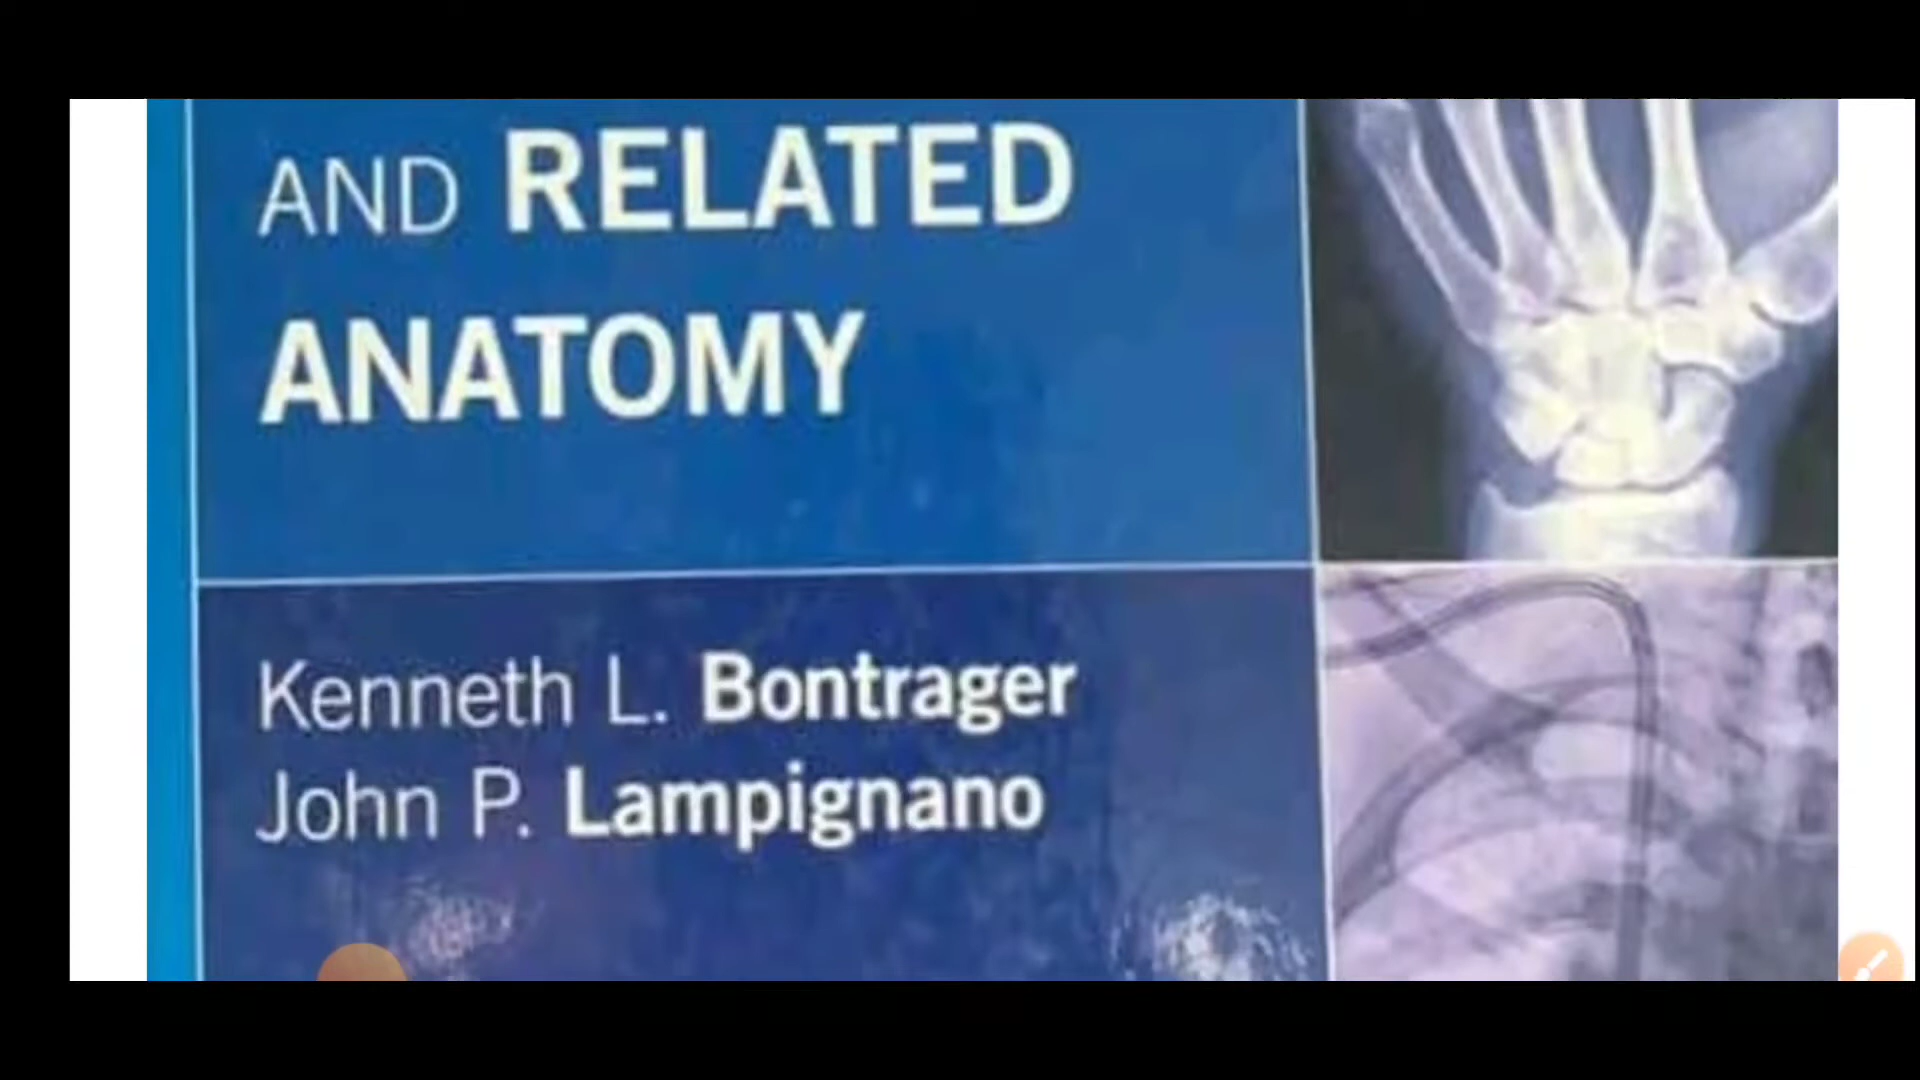 AND RELATED
ANATOMY
Kenneth L. Bontrager
John P. Lampignano